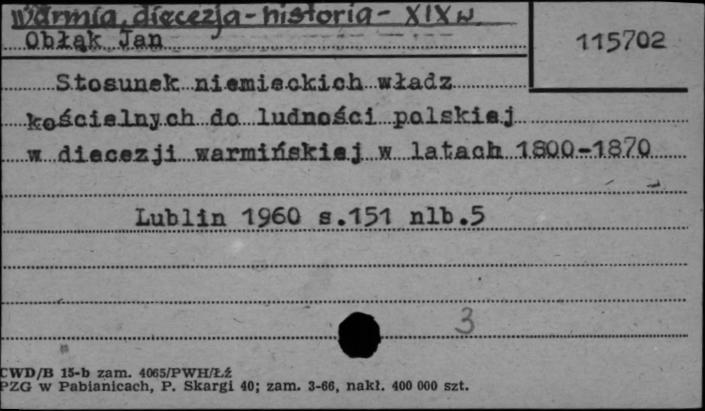 Warmia, diecezja - historia - XIX w
Obłąk Jan
115702
Stosunek niemieckich władz
kościelnych do ludności polskiej
w diecezji warmińskiej w latach 1800-1870
Lublin 1960 s.151 nlb.5
3
CWD/B 15-b zam. 4065/PWH/Łź
PZG w Pabianicach, P. Skargi 40; zam. 3-66, nakł. 400 000 szt.